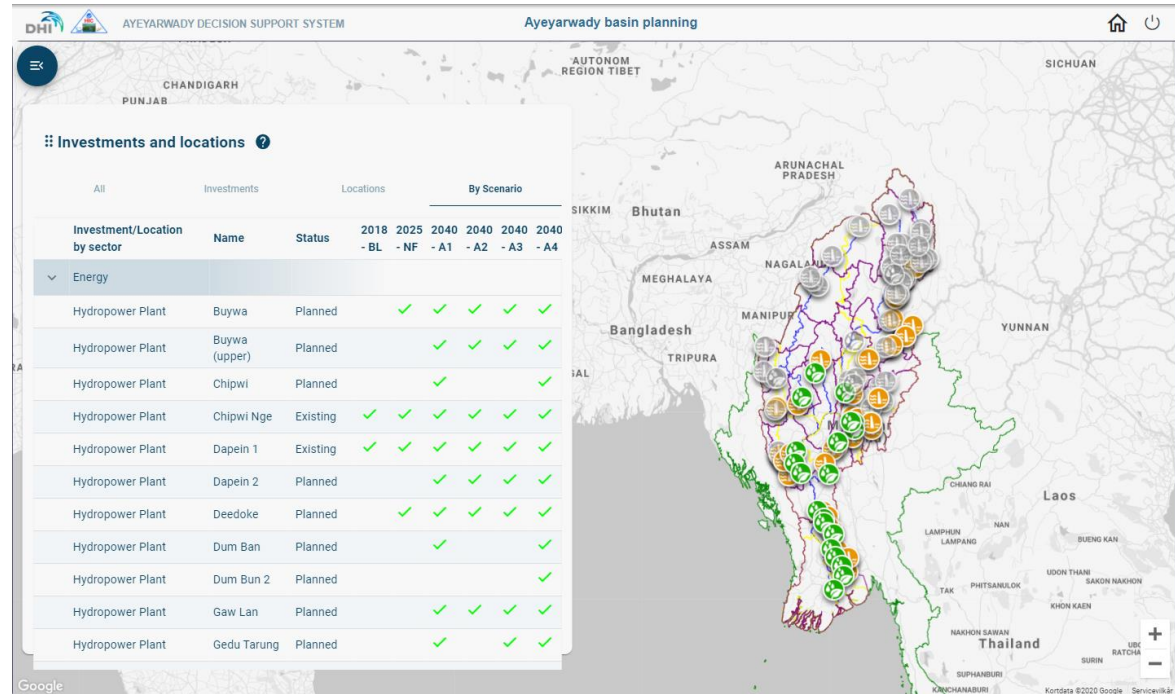 DHI
AYEYARWADY DECISION SUPPORT SYSTEM
Ayeyarwady basin planning
Investments and locations ?
All Investments Locations By Scenario
Investment/Location by sector Name Status 2018 - BL 2025 - NF 2040 - A1 2040 - A2 2040 - A3 2040 - A4
Energy
Hydropower Plant Buywa Planned ✓ ✓ ✓ ✓ ✓
Hydropower Plant Buywa (upper) Planned ✓ ✓ ✓ ✓
Hydropower Plant Chipwi Planned ✓ ✓
Hydropower Plant Chipwi Nge Existing ✓ ✓ ✓ ✓ ✓ ✓
Hydropower Plant Dapein 1 Existing ✓ ✓ ✓ ✓ ✓ ✓
Hydropower Plant Dapein 2 Planned ✓ ✓ ✓ ✓
Hydropower Plant Deedoke Planned ✓ ✓ ✓ ✓ ✓
Hydropower Plant Dum Ban Planned ✓ ✓
Hydropower Plant Dum Bun 2 Planned ✓
Hydropower Plant Gaw Lan Planned ✓ ✓ ✓ ✓
Hydropower Plant Gedu Tarung Planned ✓ ✓ ✓
CHANDIGARH
PUNJAB
AUTONOM
REGION TIBET
SICHUAN
ARUNACHAL
PRADESH
SIKKIM
Bhutan
ASSAM
MEGHALAYA
MANIPUR
Bangladesh
TRIPURA
YUNNAN
CHIANG RAI
Laos
NAN
LAMPHUN
LAMPANG
BUENG KAN
UDON THANI
SAKON NAKHON
TAK
PHITSANULOK
KHON KAEN
NAKHON SAWAN
Thailand
SURIN
SUPHANBURI
KANCHANABURI
+
−
Google
Kortdata ©2020 Google